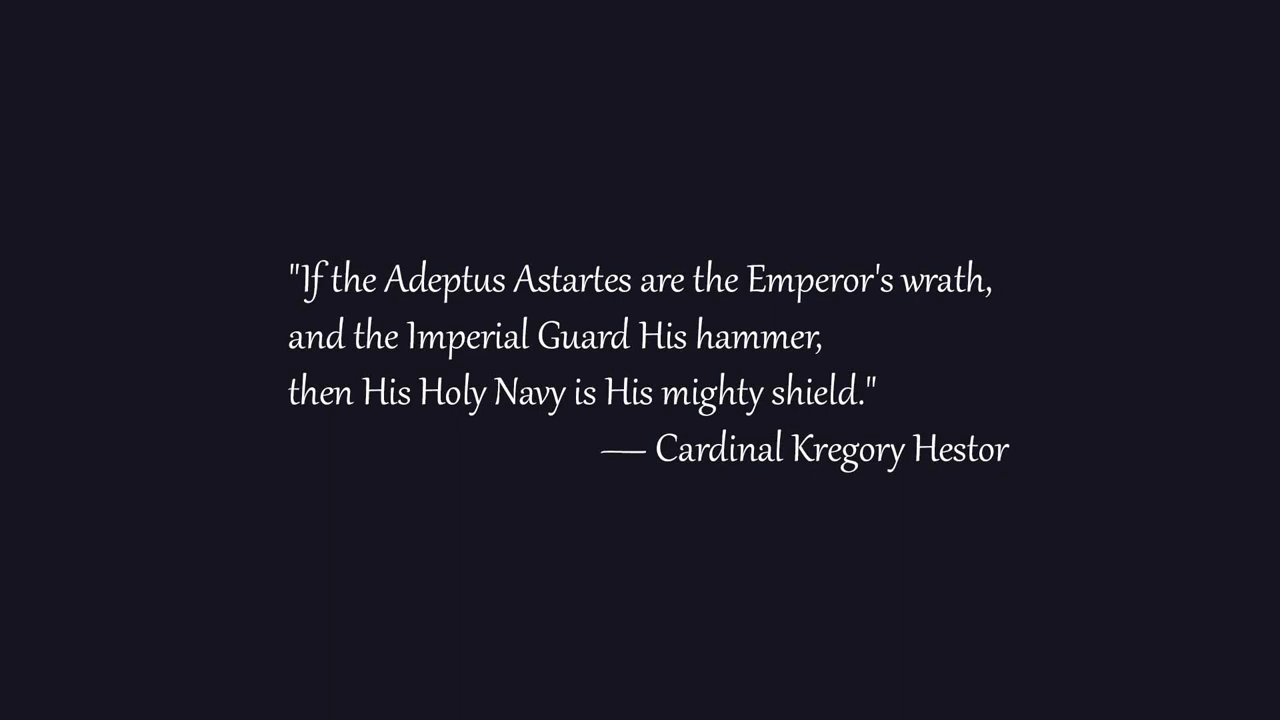 "If the Adeptus Astartes are the Emperor's wrath,
and the Imperial Guard His hammer,
then His Holy Navy is His mighty shield."
— Cardinal Kregory Hestor